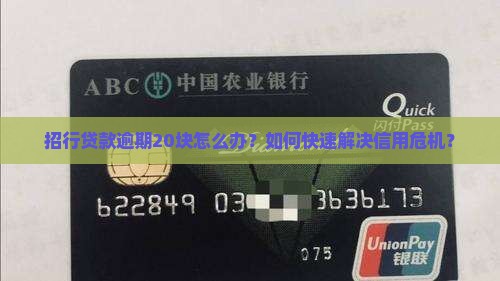 ABC 中国农业银行
Quick
闪付Pass
招行贷款逾期20块怎么办？如何快速解决信用危机？
622849 03 3636173
075
UnionPay
银联